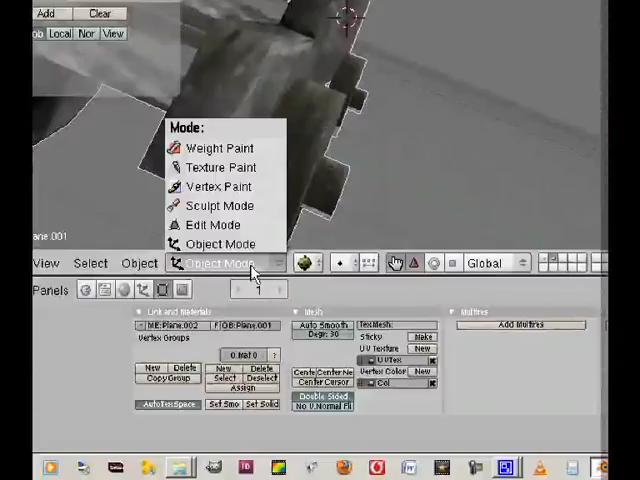 Add Clear
ob Local Nor View
Mode:
Weight Paint
Texture Paint
Vertex Paint
Sculpt Mode
Edit Mode
Object Mode
ane.001
View Select Object Object Mode Global
Panels 1
Link and Materials Mesh Multires
ME:Plane.002 F OB:Plane.001 Auto Smooth TexMesh: Add Multires
Vertex Groups Degr: 30 Sticky Make
UV Texture New
0 Mat 0 ? UVTex
New Delete New Delete Vertex Color New
Copy Group Select Deselect Center Cursor Col
Assign
AutoTexSpace Set Smo Set Solid Double Sided
No V.Normal Fli